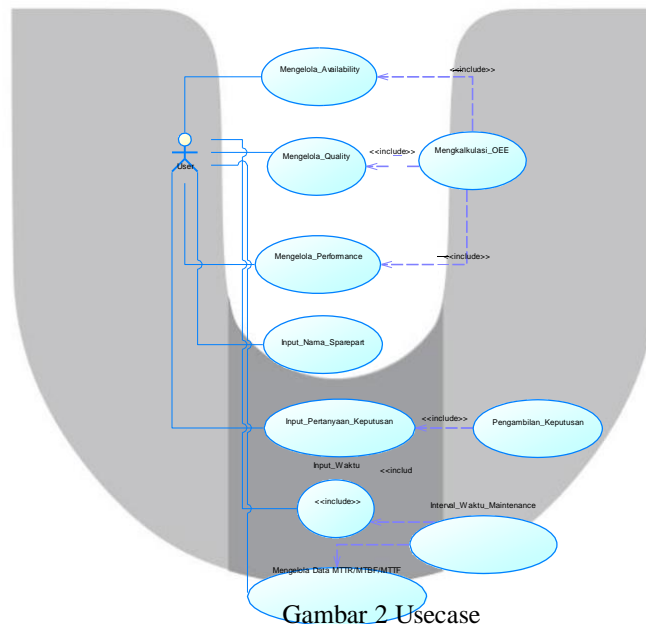 Mengelola_Availability
<<include>>
User
Mengelola_Quality
<<include>>
Mengkalkulasi_OEE
Mengelola_Performance
<<include>>
Input_Nama_Sparepart
Input_Pertanyaan_Keputusan
<<include>>
Pengambilan_Keputusan
Input_Waktu
<<includ
<<include>>
Interval_Waktu_Maintenance
Mengelola Data MTTR/MTBF/MTTF
Gambar 2 Usecase